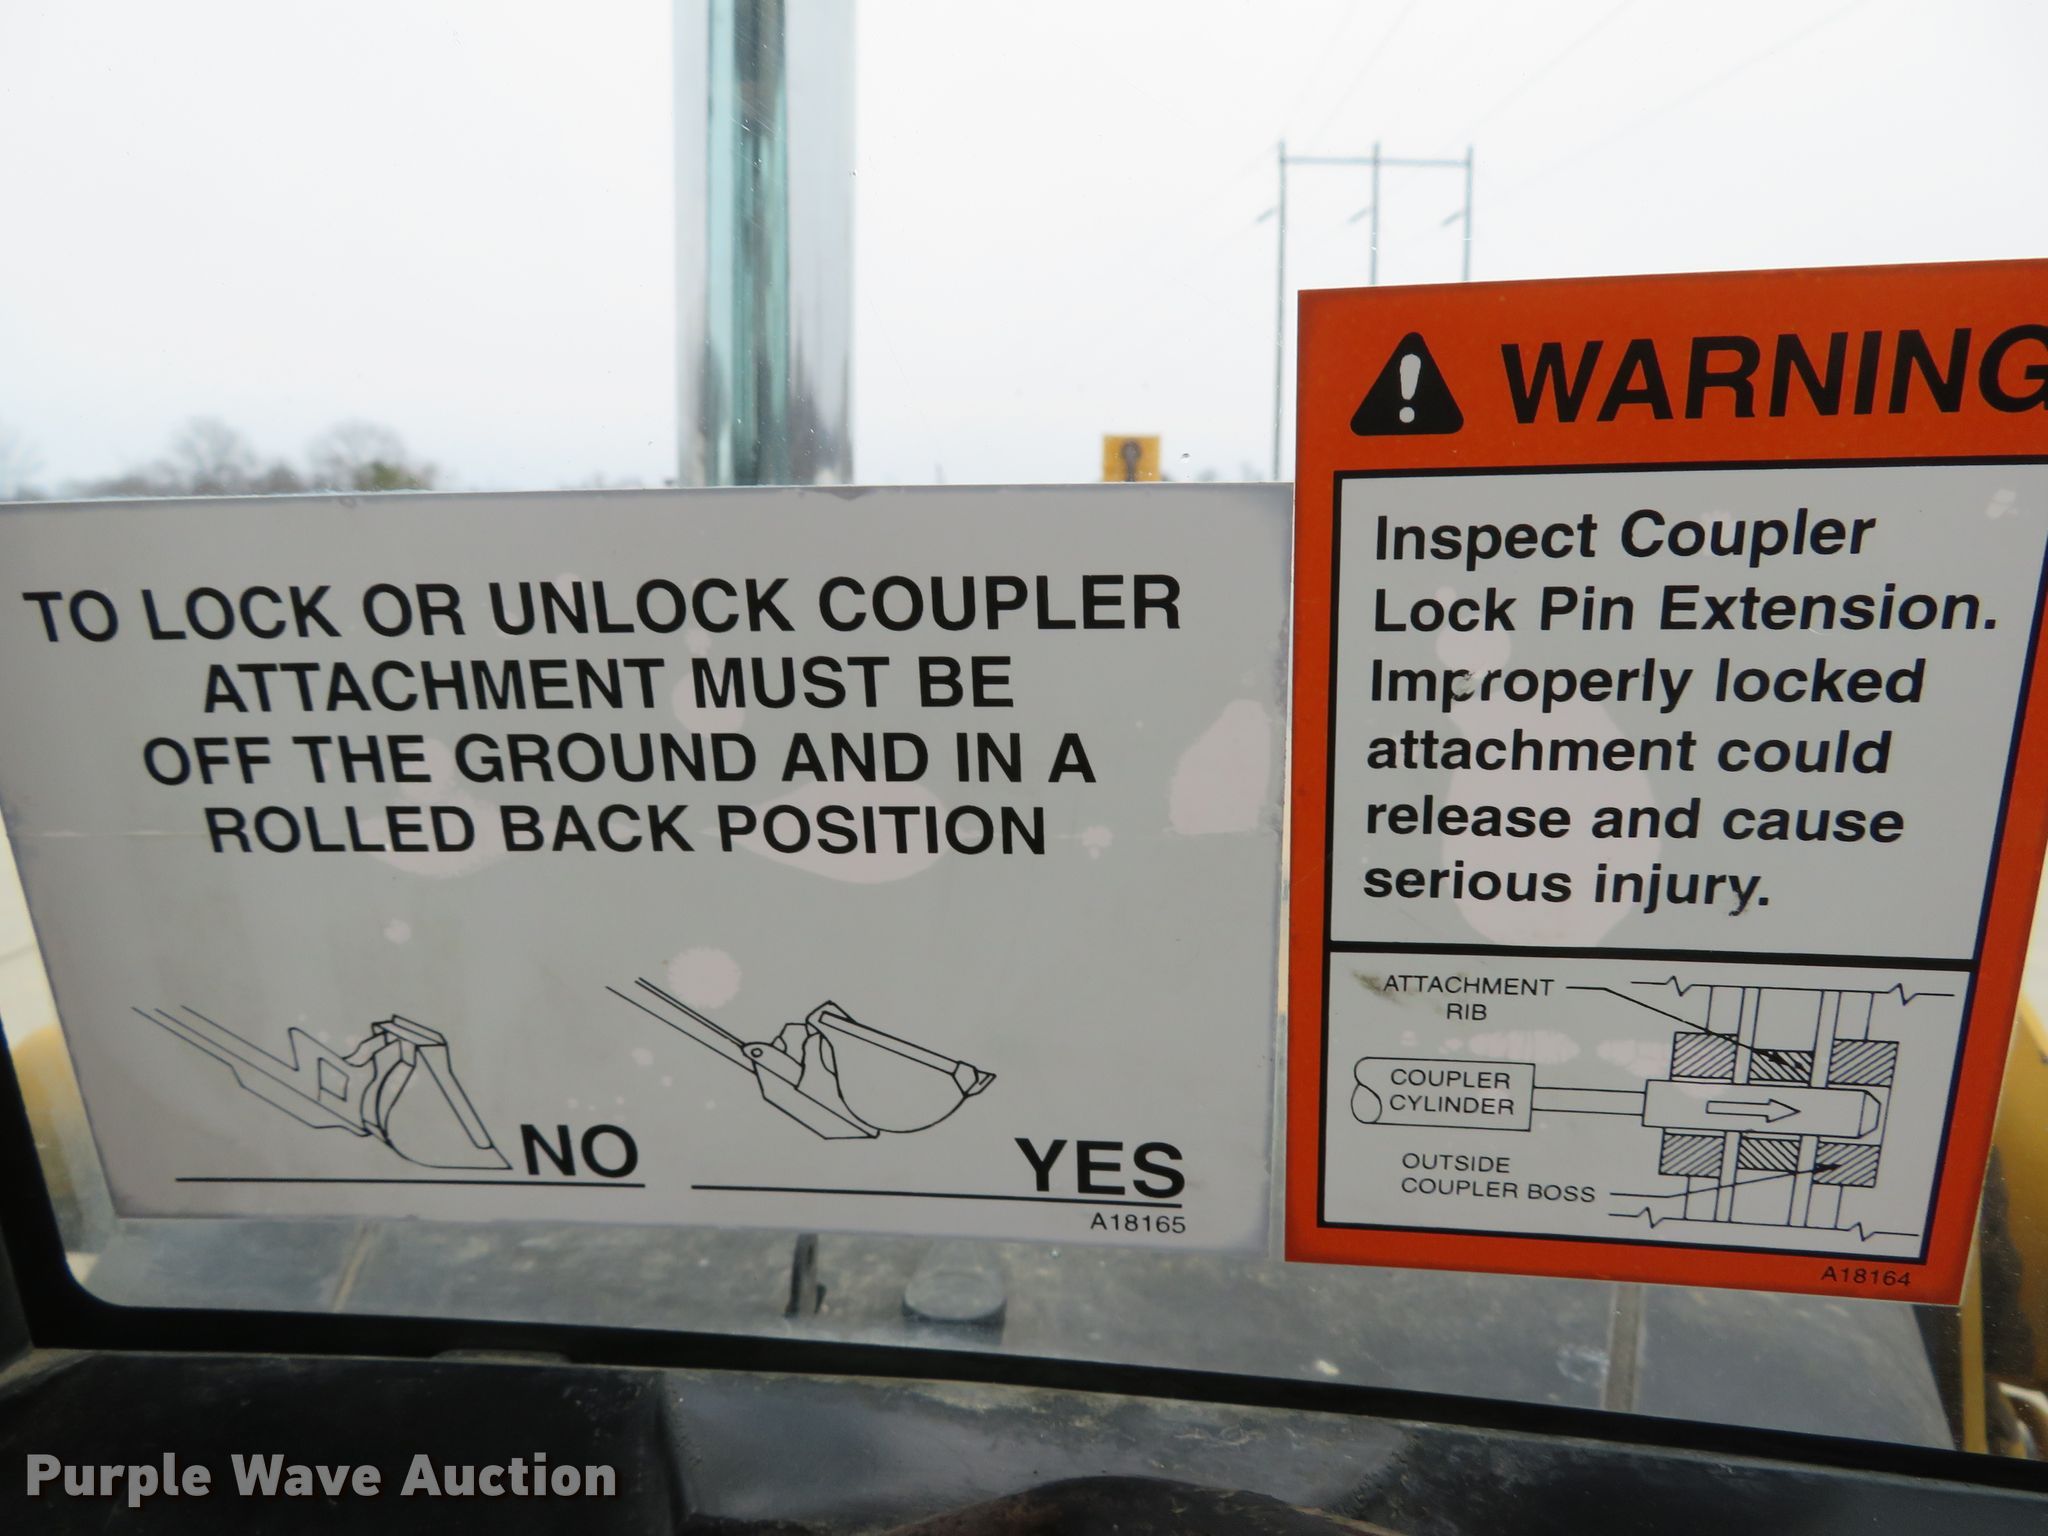 TO LOCK OR UNLOCK COUPLER
ATTACHMENT MUST BE
OFF THE GROUND AND IN A
ROLLED BACK POSITION
NO
YES
A18165
WARNING
Inspect Coupler
Lock Pin Extension.
Improperly locked
attachment could
release and cause
serious injury.
ATTACHMENT
RIB
COUPLER
CYLINDER
OUTSIDE
COUPLER BOSS
A18164
Purple Wave Auction